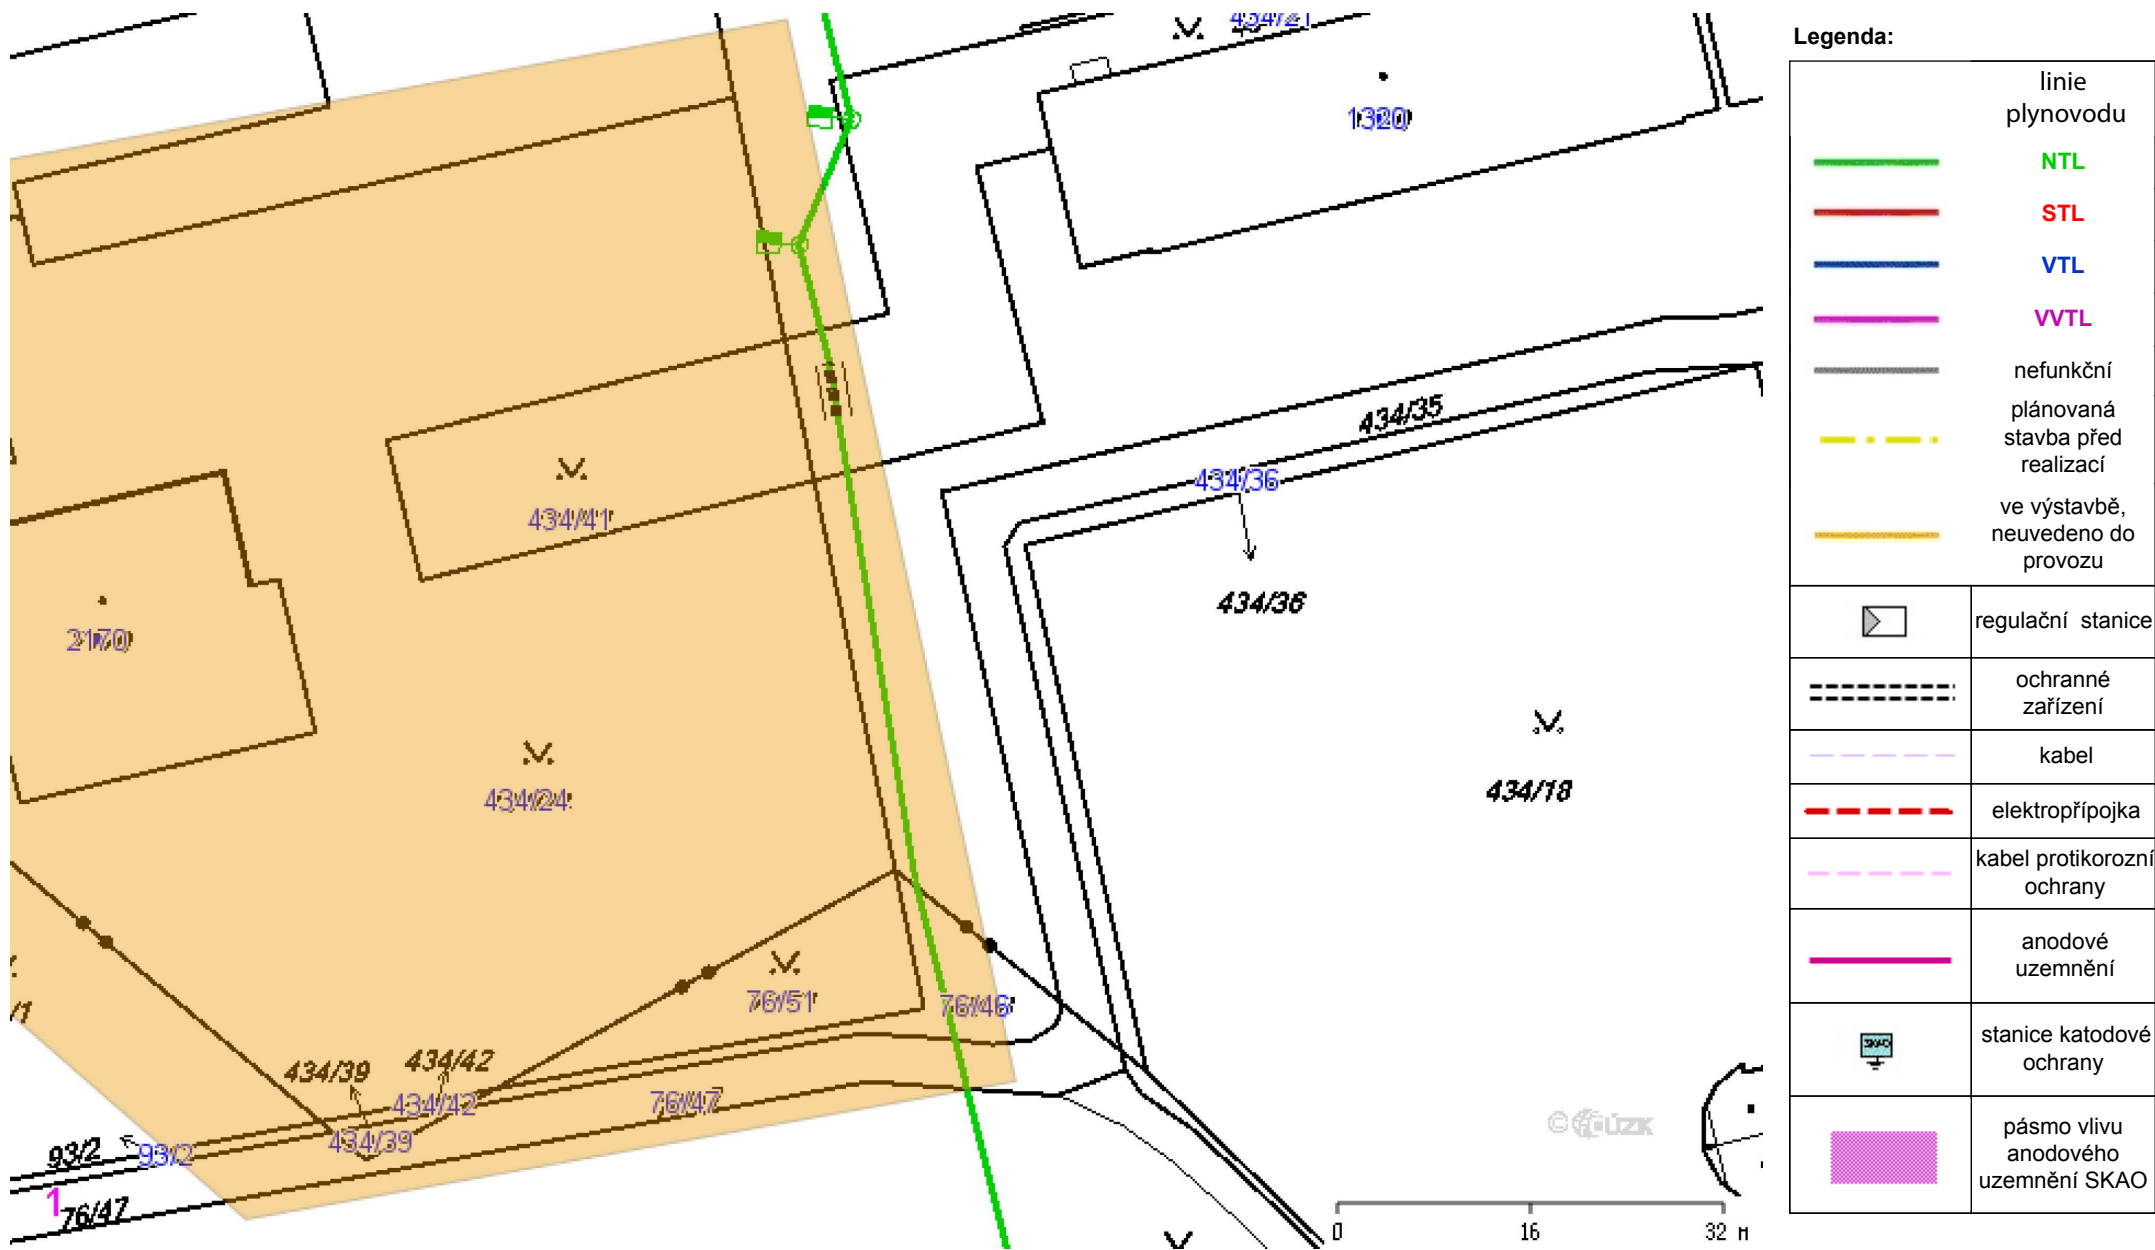 434/21
1320
434/35
434/36
434/36
434/41
2170
434/24
434/18
76/51
76/46
/1
434/39
434/42
434/42
76/47
434/39
93/2
93/2
1
76/47
© ČÚZK
0 16 32 M
Legenda:
linie
plynovodu
NTL
STL
VTL
VVTL
nefunkční
plánovaná
stavba před
realizací
ve výstavbě,
neuvedeno do
provozu
regulační stanice
ochranné
zařízení
kabel
elektropřípojka
kabel protikorozní
ochrany
anodové
uzemnění
SKAO
stanice katodové
ochrany
pásmo vlivu
anodového
uzemnění SKAO